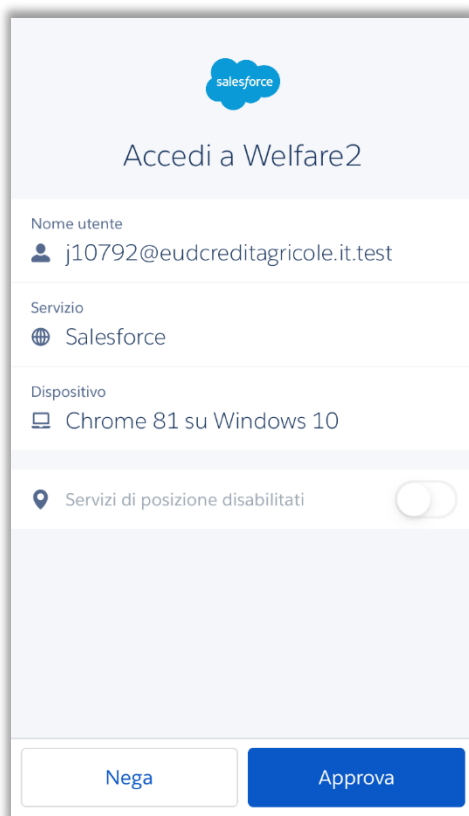 salesforce
Accedi a Welfare2
Nome utente
j10792@eudcreditagricole.it.test
Servizio
Salesforce
Dispositivo
Chrome 81 su Windows 10
Servizi di posizione disabilitati
Nega
Approva